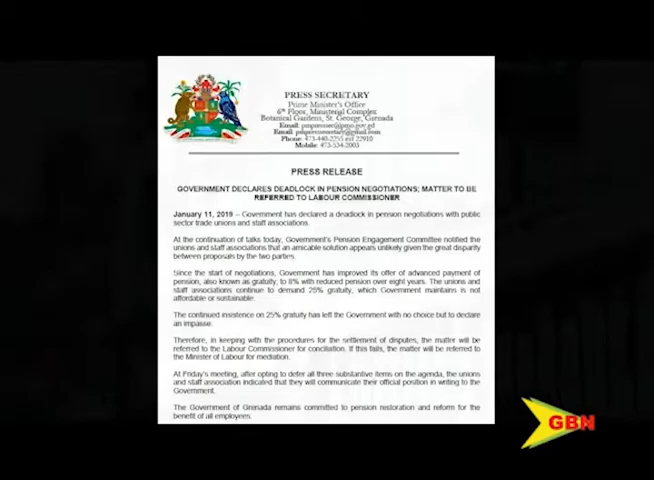 PRESS SECRETARY
Prime Minister's Office
6th Floor, Ministerial Complex
Botanical Gardens, St. George, Grenada
Email: pmpresssec@pmo.gov.gd
Email: pmpresssecretary@gmail.com
Phone: 473-440-2255 ext 22910
Mobile: 473-534-2003
PRESS RELEASE
GOVERNMENT DECLARES DEADLOCK IN PENSION NEGOTIATIONS; MATTER TO BE
REFERRED TO LABOUR COMMISSIONER
January 11, 2019 – Government has declared a deadlock in pension negotiations with public
sector trade unions and staff associations.
At the continuation of talks today, Government's Pension Engagement Committee notified the
unions and staff associations that an amicable solution appears unlikely given the great disparity
between proposals by the two parties.
Since the start of negotiations, Government has improved its offer of advanced payment of
pension, also known as gratuity, to 8% with reduced pension over eight years. The unions and
staff associations continue to demand 25% gratuity, which Government maintains is not
affordable or sustainable.
The continued insistence on 25% gratuity has left the Government with no choice but to declare
an impasse.
Therefore, in keeping with the procedures for the settlement of disputes, the matter will be
referred to the Labour Commissioner for conciliation. If this fails, the matter will be referred to
the Minister of Labour for mediation.
At Friday's meeting, after opting to defer all three substantive items on the agenda, the unions
and staff association indicated that they will communicate their official position in writing to the
Government.
The Government of Grenada remains committed to pension restoration and reform for the
benefit of all employees.
GBN